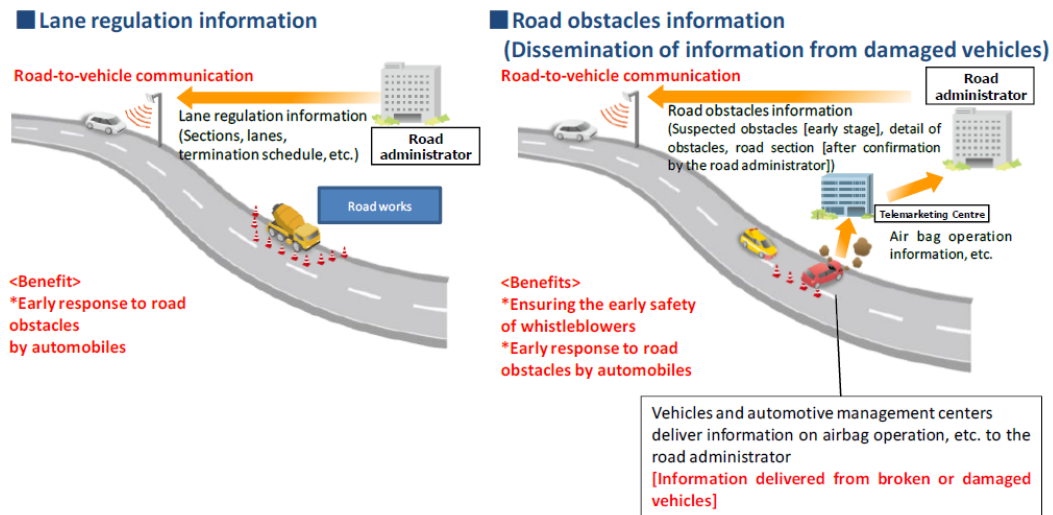 Lane regulation information
Road-to-vehicle communication
Lane regulation information
(Sections, lanes,
termination schedule, etc.)
Road
administrator
Road works
<Benefit>
*Early response to road
obstacles
by automobiles
Road obstacles information
(Dissemination of information from damaged vehicles)
Road-to-vehicle communication
Road
administrator
Road obstacles information
(Suspected obstacles [early stage], detail of
obstacles, road section [after confirmation
by the road administrator])
Telemarketing Centre
Air bag operation
information, etc.
<Benefits>
*Ensuring the early safety
of whistleblowers
*Early response to road
obstacles by automobiles
Vehicles and automotive management centers
deliver information on airbag operation, etc. to the
road administrator
[Information delivered from broken or damaged
vehicles]